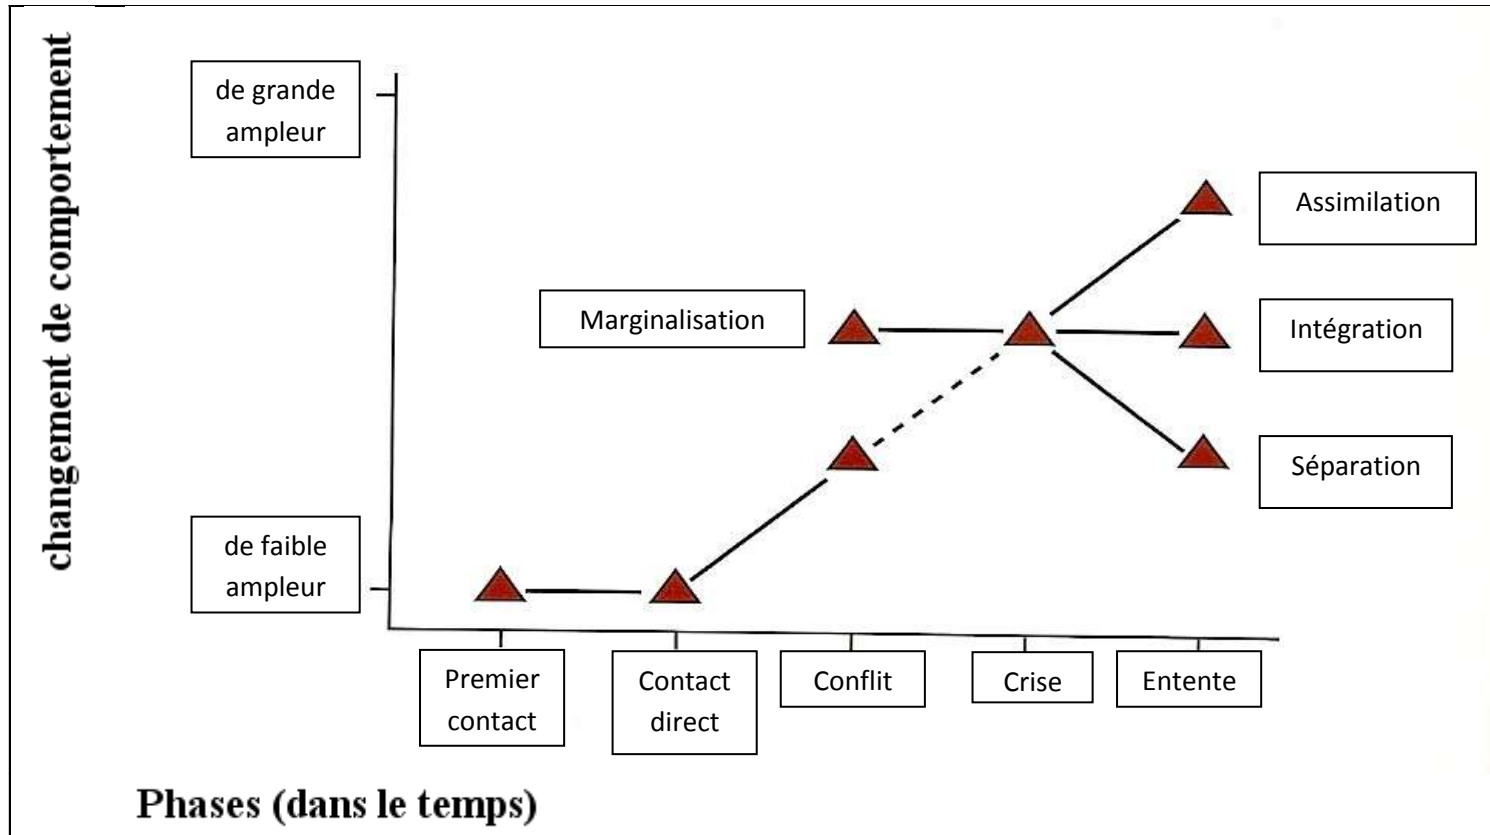 changement de comportement
de grande
ampleur
Assimilation
Marginalisation
Intégration
Séparation
de faible
ampleur
Premier
contact
Contact
direct
Conflit
Crise
Entente
Phases (dans le temps)